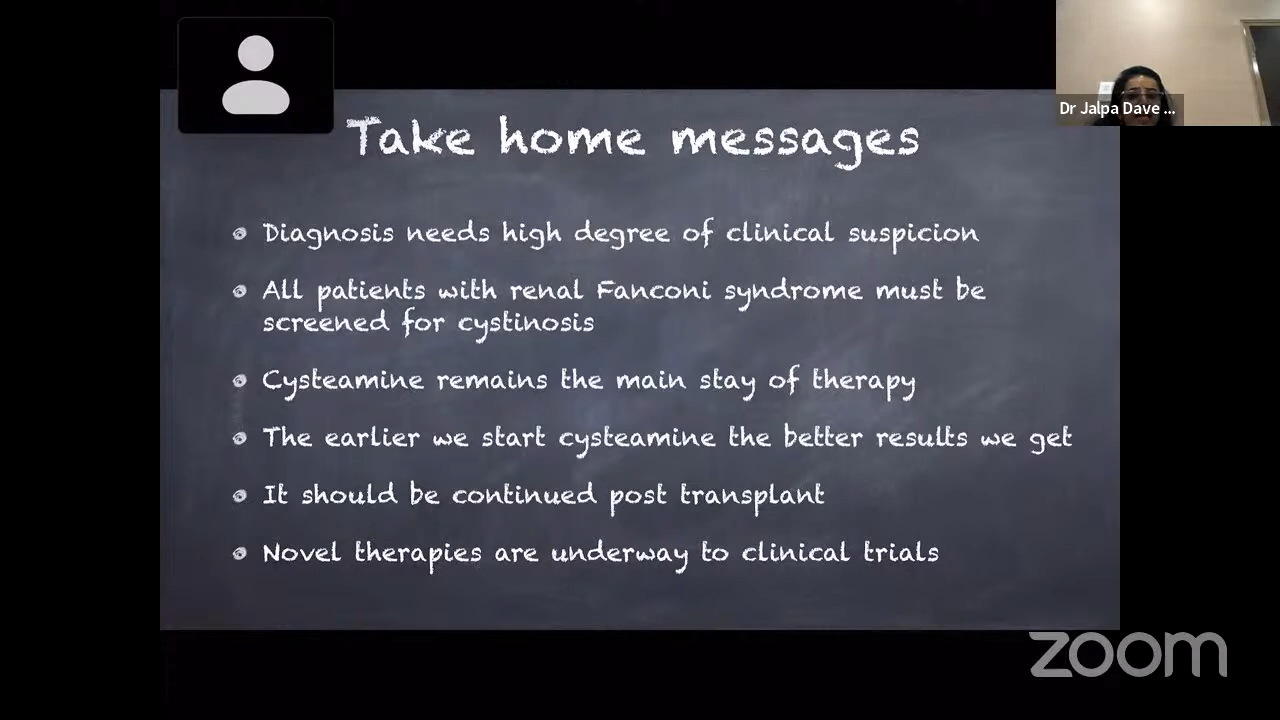 Dr Jalpa Dave ...
Take home messages
Diagnosis needs high degree of clinical suspicion
All patients with renal Fanconi syndrome must be
screened for cystinosis
Cysteamine remains the main stay of therapy
The earlier we start cysteamine the better results we get
It should be continued post transplant
Novel therapies are underway to clinical trials
zoom